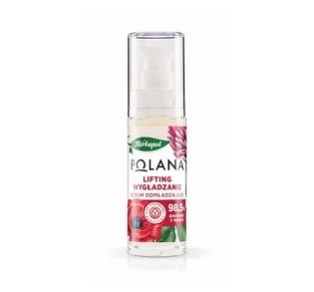 Herbapol
POLANA
LIFTING
WYGŁADZANIE
SERUM ODMŁADZAJĄCE
98,5%